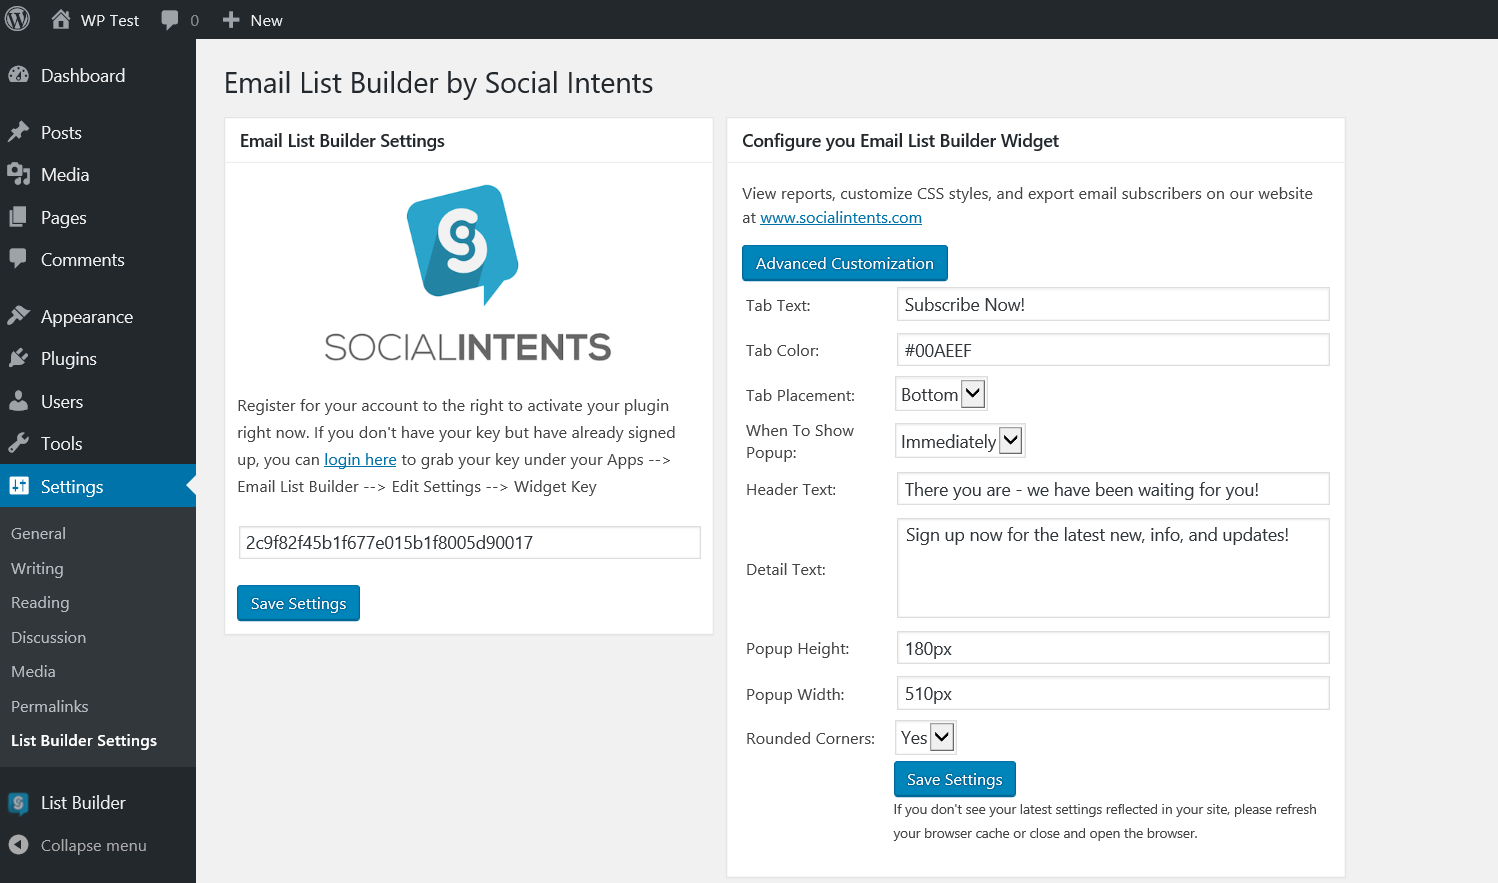 WP Test
0
New
Dashboard
Posts
Media
Pages
Comments
Appearance
Plugins
Users
Tools
Settings
General
Writing
Reading
Discussion
Media
Permalinks
List Builder Settings
List Builder
Collapse menu
Email List Builder by Social Intents
Email List Builder Settings
SOCIALINTENTS
Register for your account to the right to activate your plugin
right now. If you don't have your key but have already signed
up, you can login here to grab your key under your Apps -->
Email List Builder --> Edit Settings --> Widget Key
2c9f82f45b1f677e015b1f8005d90017
Save Settings
Configure you Email List Builder Widget
View reports, customize CSS styles, and export email subscribers on our website
at www.socialintents.com
Advanced Customization
Tab Text: Subscribe Now!
Tab Color: #00AEEF
Tab Placement: Bottom
When To Show
Popup: Immediately
Header Text: There you are - we have been waiting for you!
Detail Text: Sign up now for the latest new, info, and updates!
Popup Height: 180px
Popup Width: 510px
Rounded Corners: Yes
Save Settings
If you don't see your latest settings reflected in your site, please refresh
your browser cache or close and open the browser.